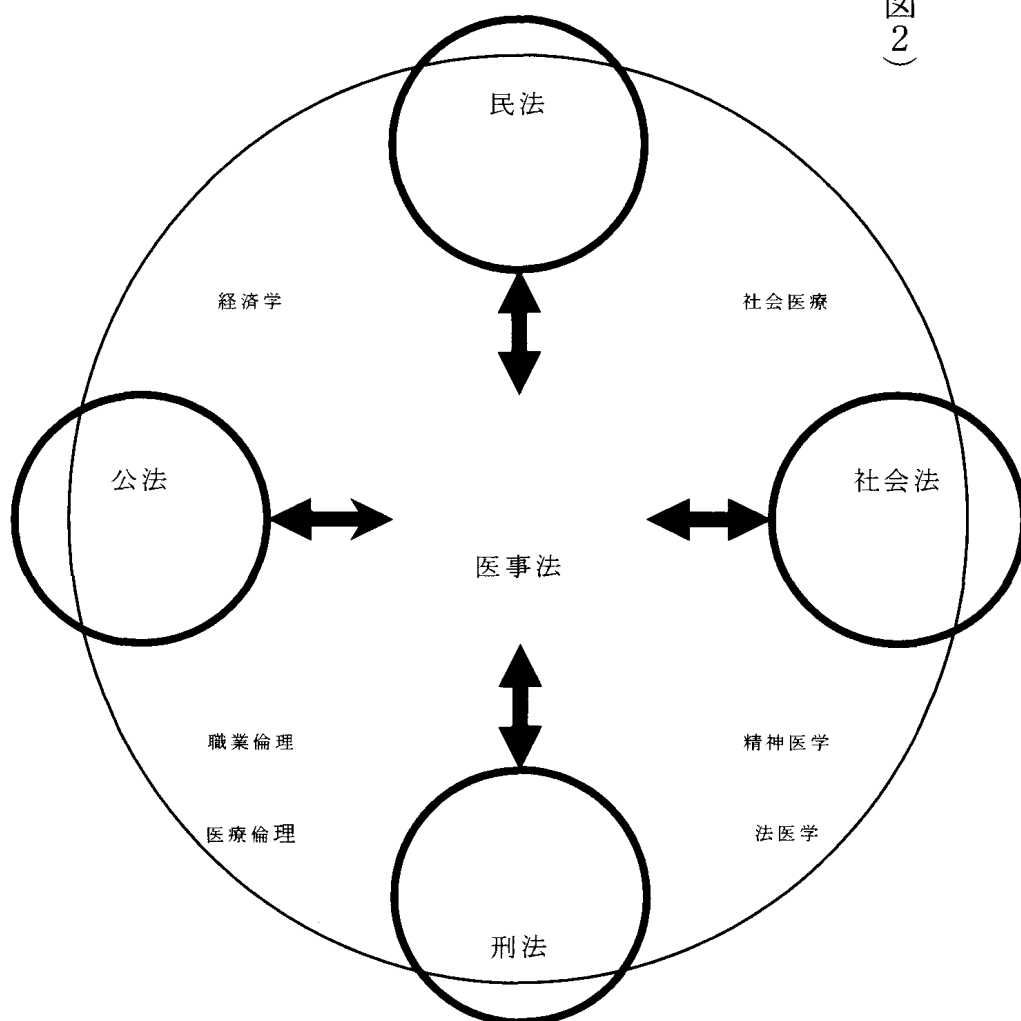 図2）
民法
経済学
社会医療
公法
社会法
医事法
職業倫理
精神医学
医療倫理
法医学
刑法